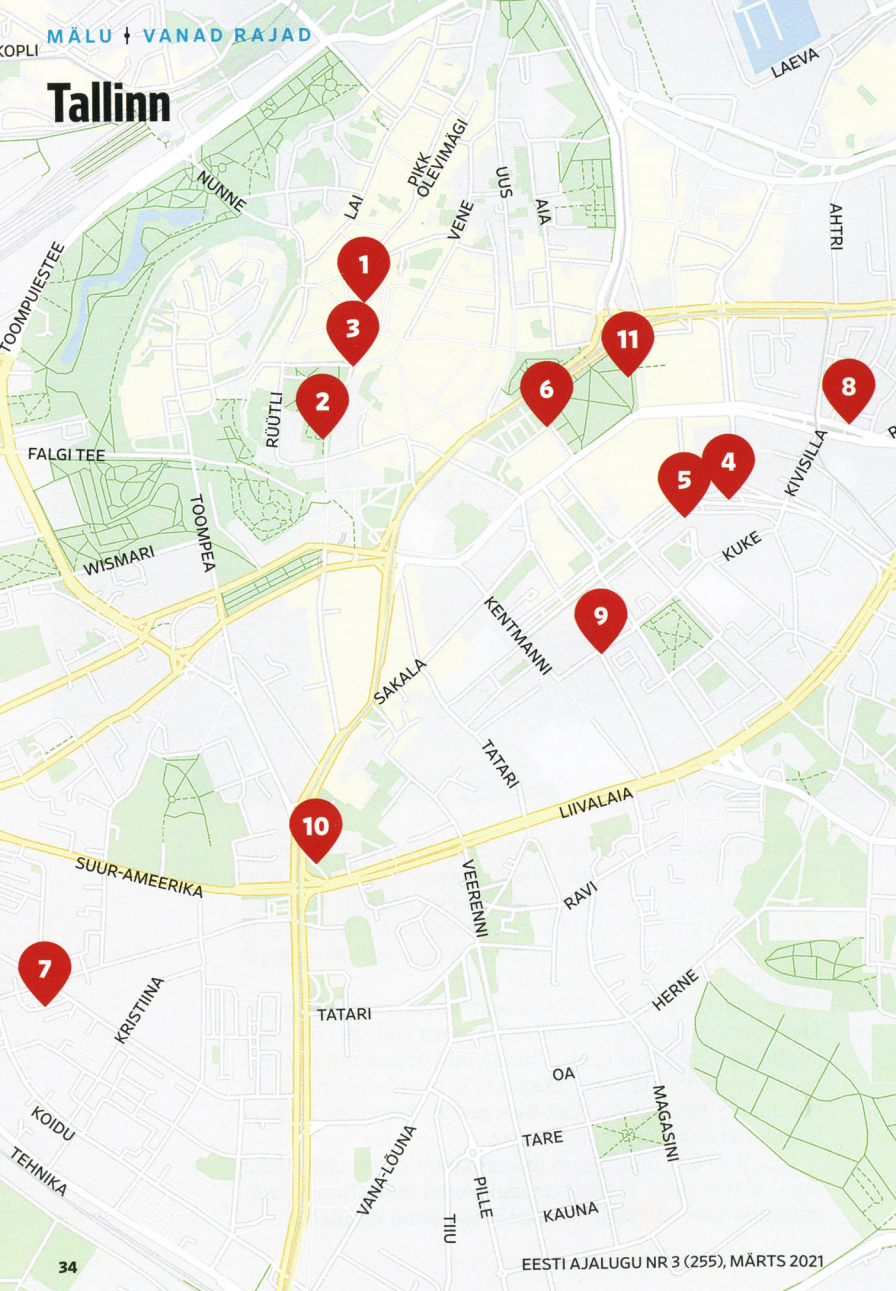 KOPLI
MÄLU VANAD RAJAD
Tallinn
LAEVA
NUNNE
LAI
PIKK
OLEVIMÄGI
VENE
UUS
AIA
AHTRI
TOOMPUIESTEE
1
3
11
2
6
8
RÜÜTLI
FALGI TEE
5
4
KIVISILLA
TOOMPEA
WISMARI
KUKE
KENTMANNI
9
SAKALA
TATARI
LIIVALAIA
10
SUUR-AMEERIKA
VEERENNI
RAVI
7
KRISTIINA
TATARI
HERNE
OA
MAGASINI
KOIDU
TARE
TEHNIKA
VANA-LÕUNA
PILLE
TIIU
KAUNA
34
EESTI AJALUGU NR 3 (255), MÄRTS 2021